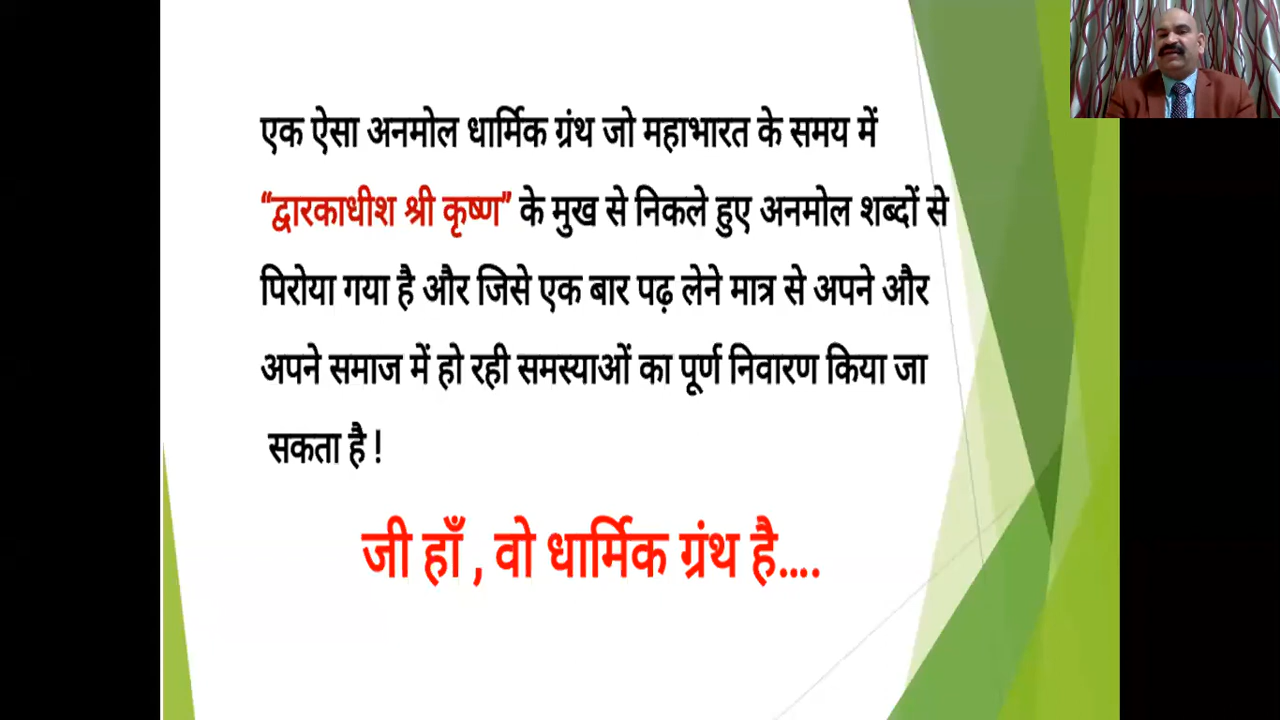 एक ऐसा अनमोल धार्मिक ग्रंथ जो महाभारत के समय में
“द्वारकाधीश श्री कृष्ण” के मुख से निकले हुए अनमोल शब्दों से
पिरोया गया है और जिसे एक बार पढ़ लेने मात्र से अपने और
अपने समाज में हो रही समस्याओं का पूर्ण निवारण किया जा
सकता है !
जी हाँ , वो धार्मिक ग्रंथ है....